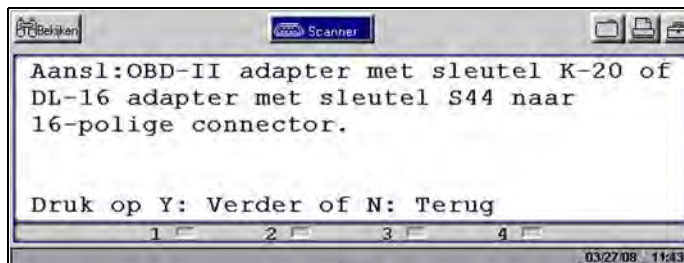 Bekijken
Scanner
Aansl:OBD-II adapter met sleutel K-20 of
DL-16 adapter met sleutel S44 naar
16-polige connector.
Druk op Y: Verder of N: Terug
1 2 3 4
03/27/08 11:43